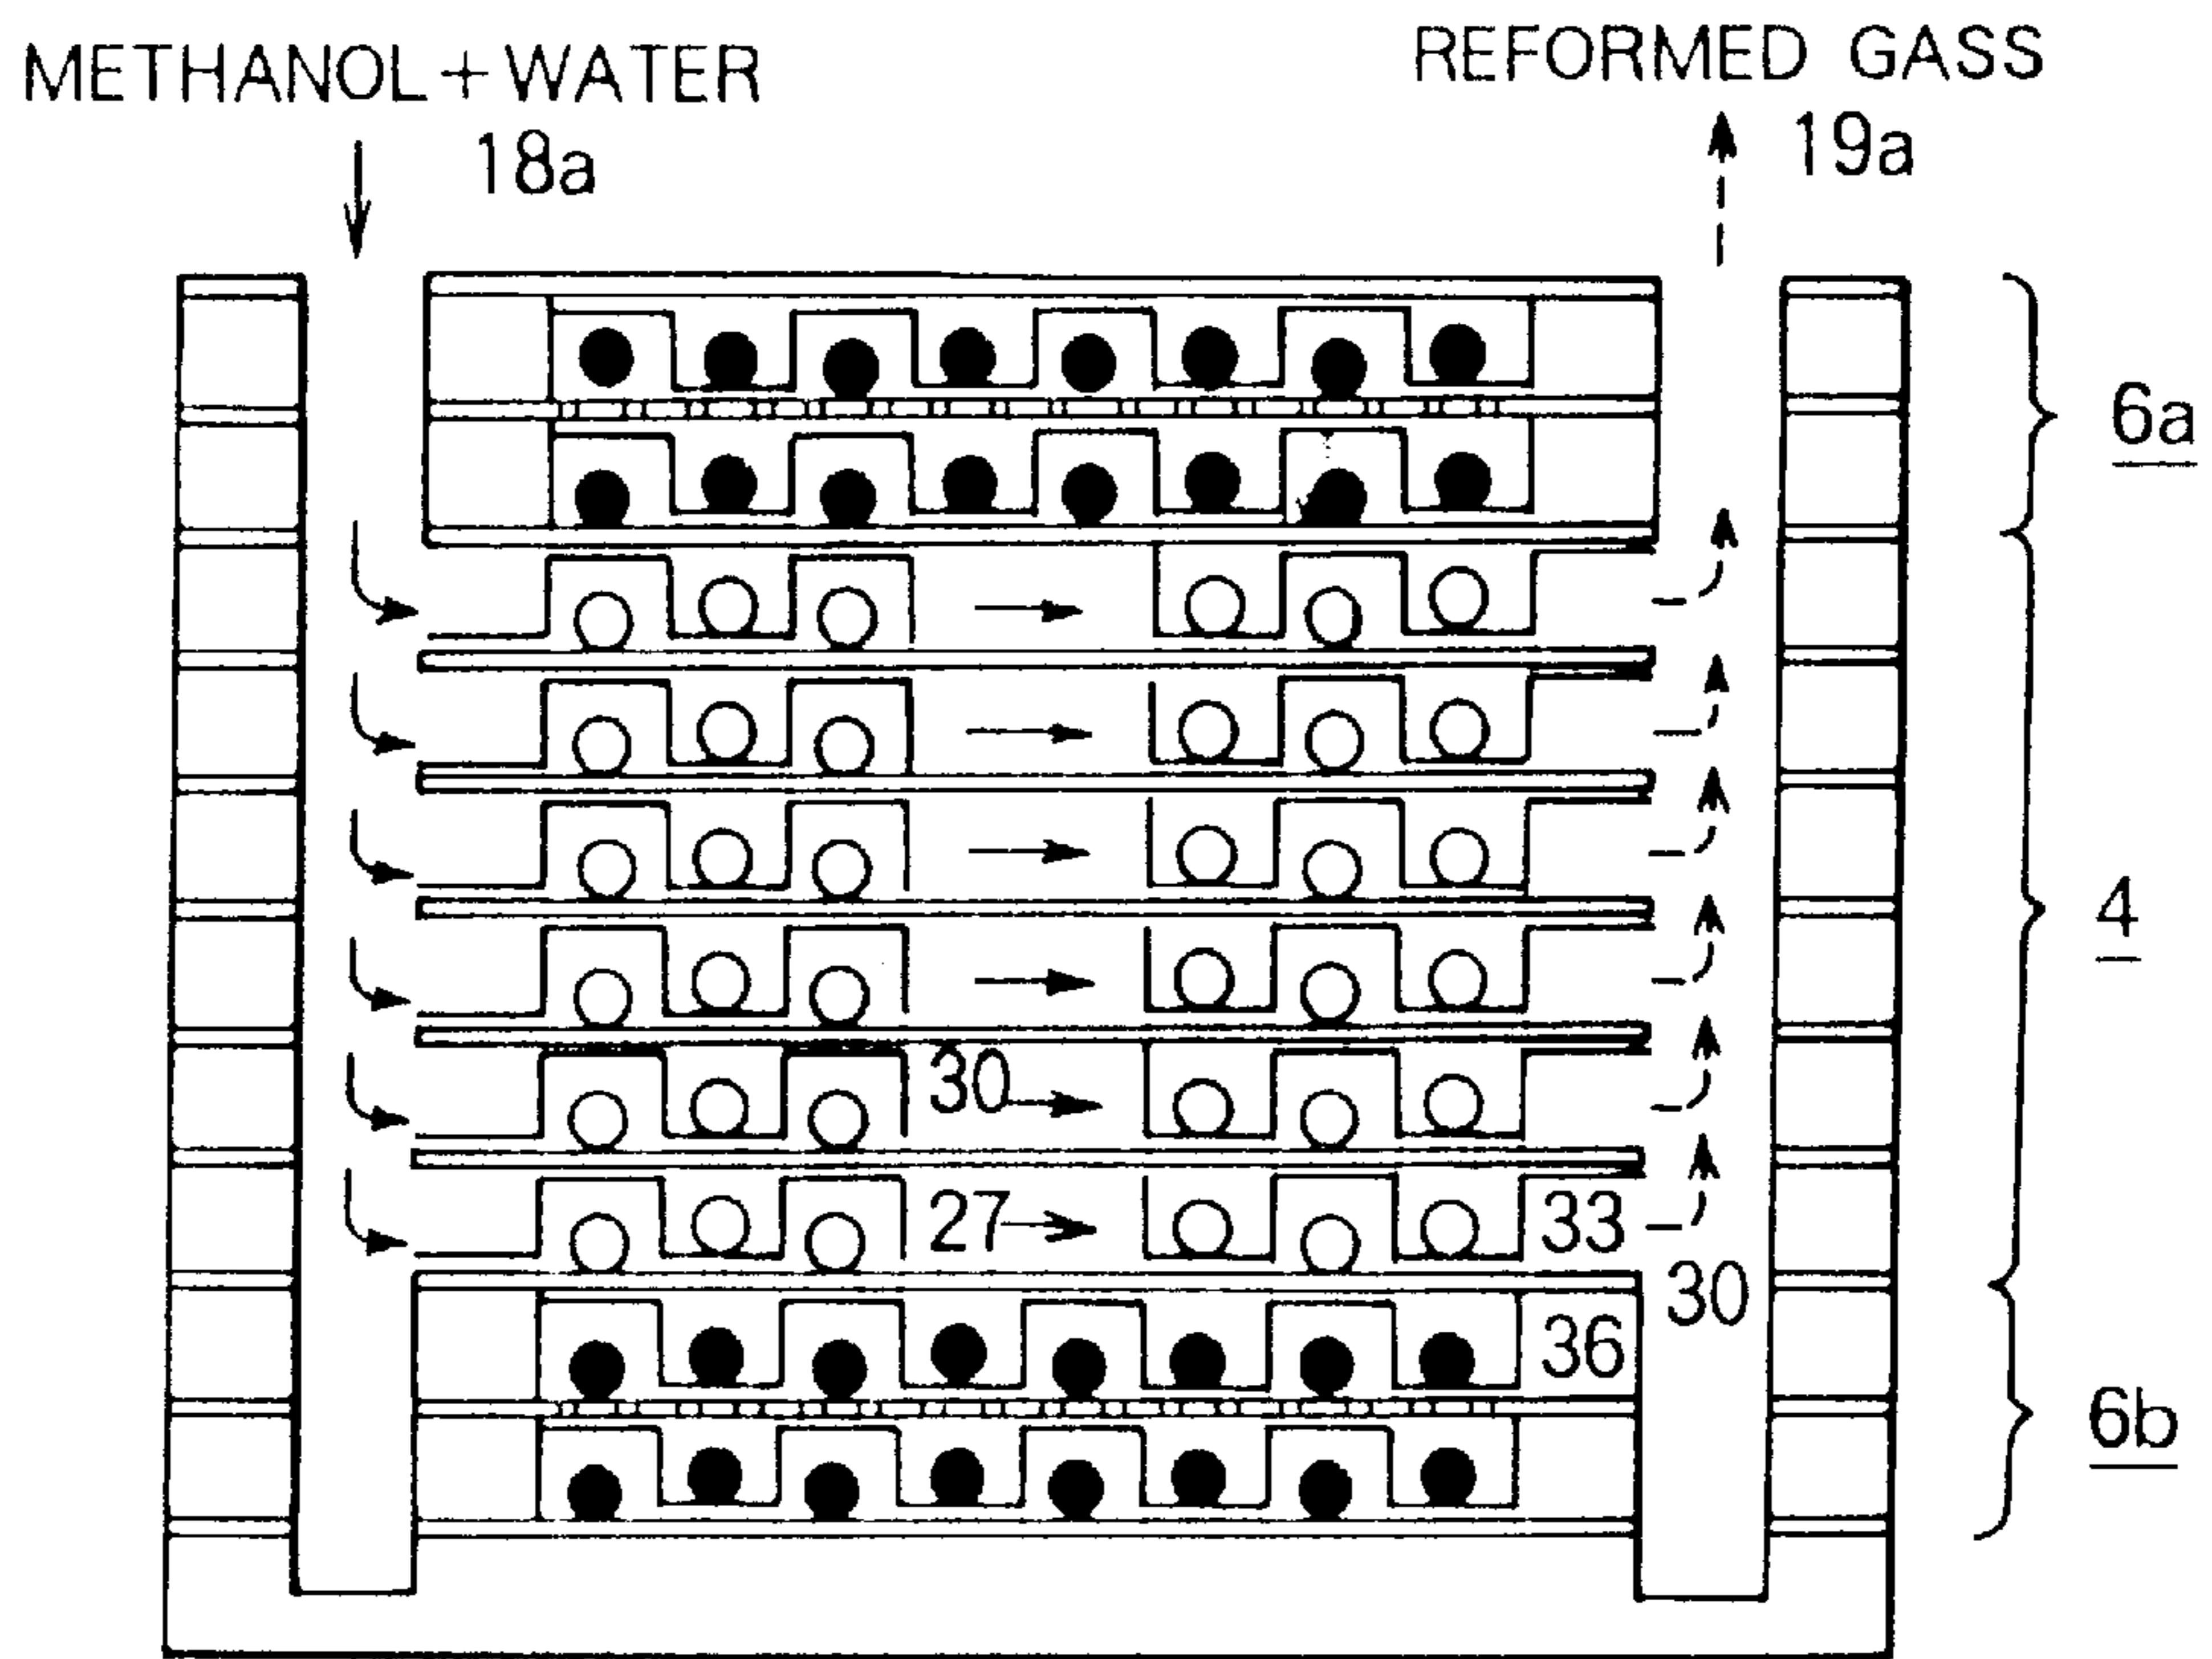 METHANOL+WATER
REFORMED GASS
18a
19a
6a
4
30
27
33
30
36
6b